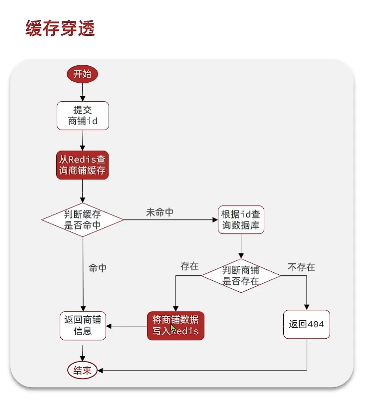 缓存穿透
开始
提交
商铺id
从Redis查
询商铺缓存
判断缓存
是否命中
未命中
根据id查
询数据库
命中
判断商铺
是否存在
存在
不存在
返回商铺
信息
将商铺数据
写入Redis
返回404
结束